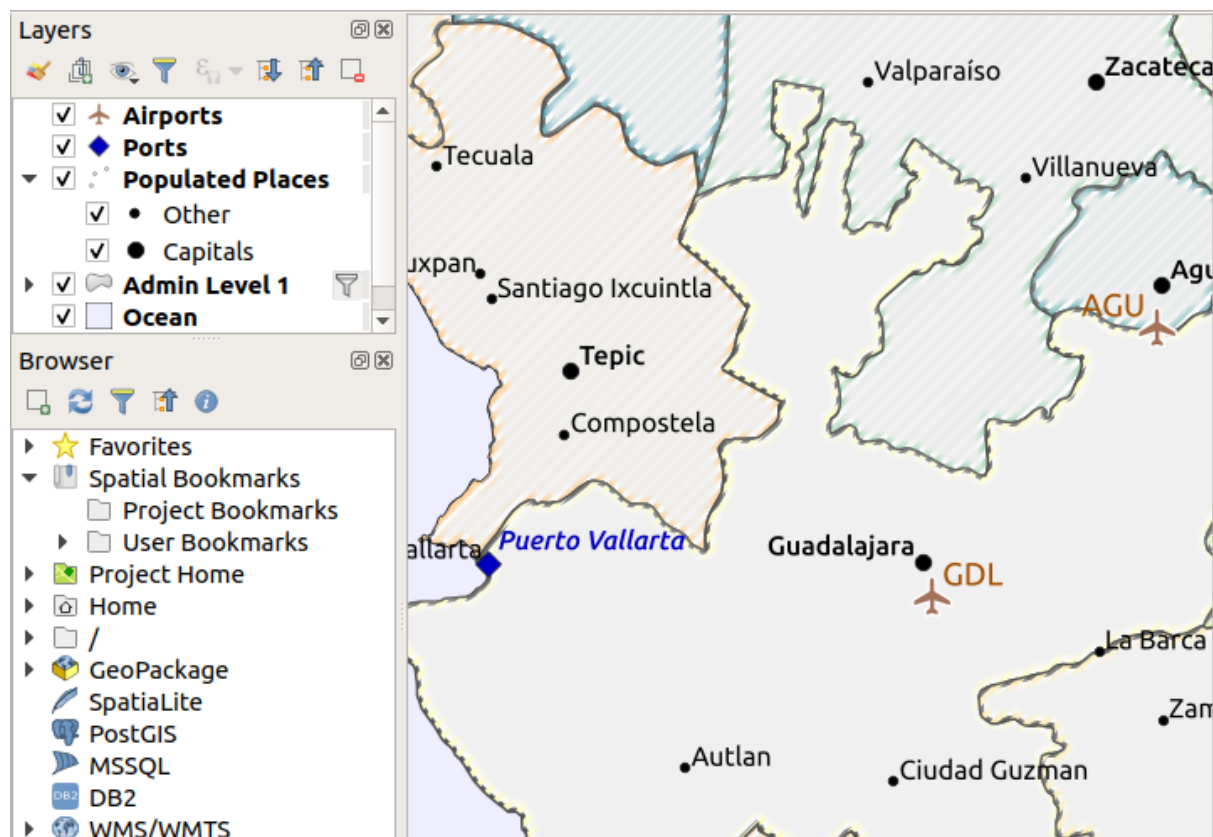 Layers
Airports
Ports
Populated Places
Other
Capitals
Admin Level 1
Ocean
Browser
Favorites
Spatial Bookmarks
Project Bookmarks
User Bookmarks
Project Home
Home
/
GeoPackage
SpatiaLite
PostGIS
MSSQL
DB2
DB2
WMS/WMTS
Valparaíso
Zacateca
Tecuala
Villanueva
uxpan
Santiago Ixcuintla
Agu
AGU
Tepic
Compostela
allarta
Puerto Vallarta
Guadalajara
GDL
La Barca
Zam
Autlan
Ciudad Guzman